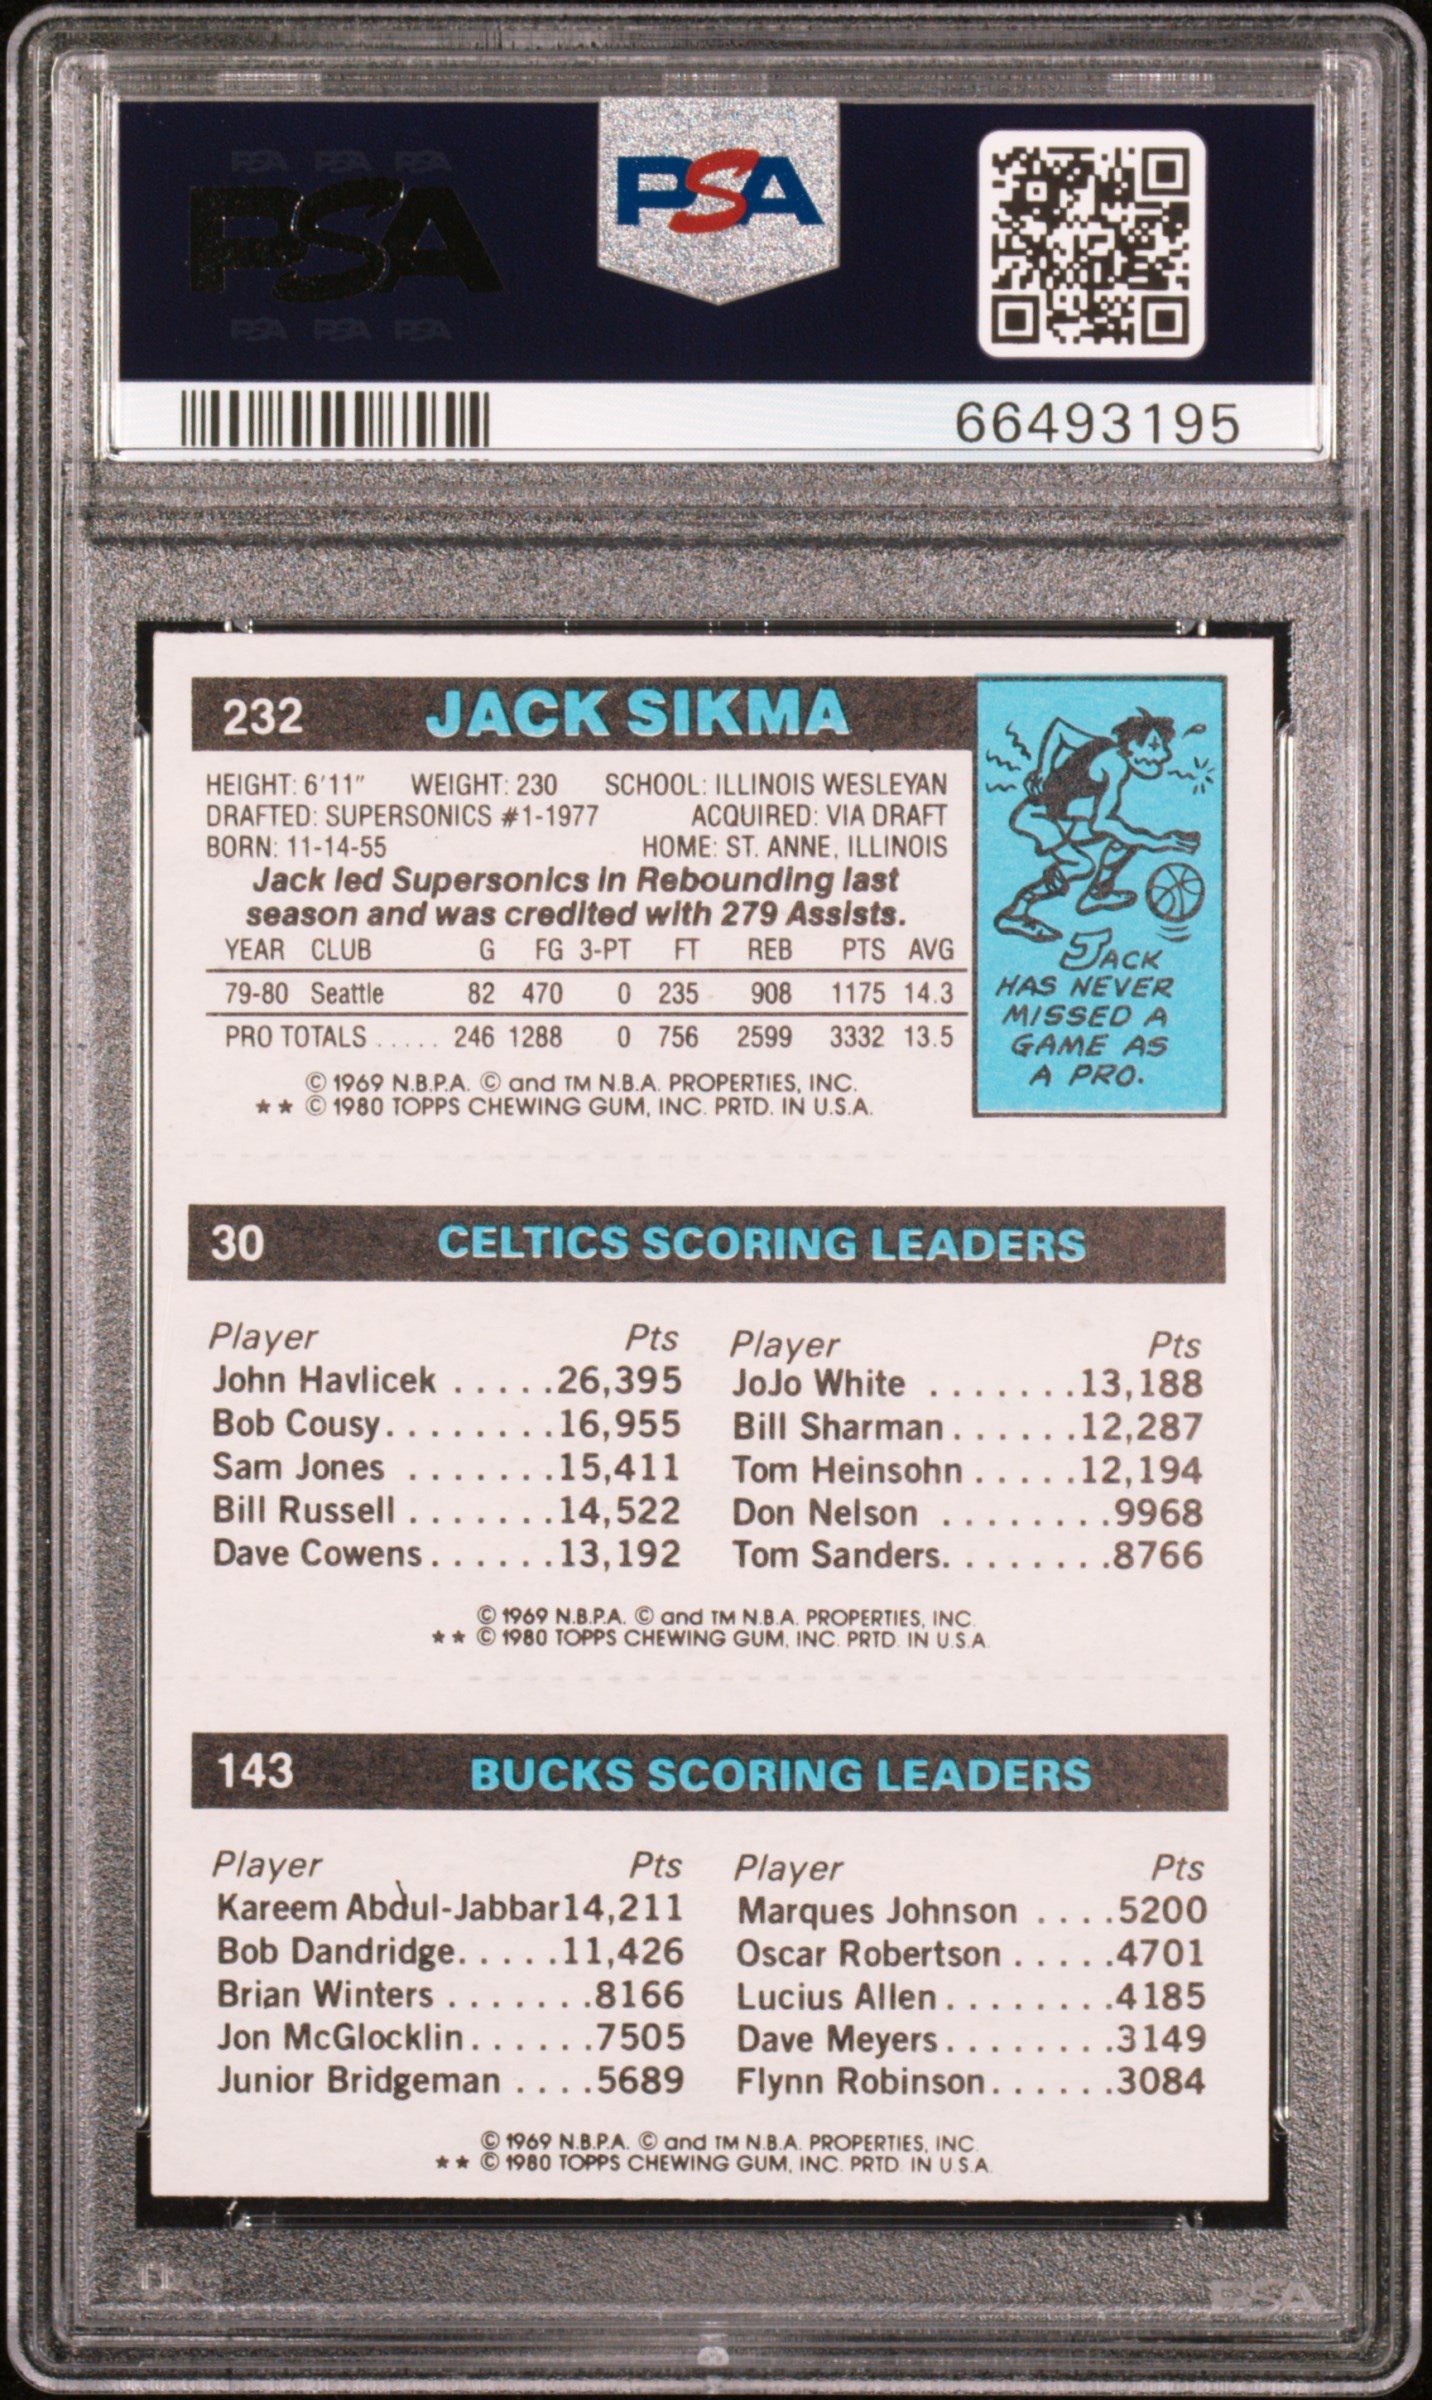 PSA PSA PSA
PSA
PSA PSA PSA
PSA
66493195
232 JACK SIKMA
HEIGHT: 6'11" WEIGHT: 230 SCHOOL: ILLINOIS WESLEYAN
DRAFTED: SUPERSONICS #1-1977 ACQUIRED: VIA DRAFT
BORN: 11-14-55 HOME: ST. ANNE, ILLINOIS
Jack led Supersonics in Rebounding last
season and was credited with 279 Assists.
YEAR CLUB G FG 3-PT FT REB PTS AVG
79-80 Seattle 82 470 0 235 908 1175 14.3
PRO TOTALS ..... 246 1288 0 756 2599 3332 13.5
© 1969 N.B.P.A. © and TM N.B.A. PROPERTIES, INC.
★★ © 1980 TOPPS CHEWING GUM, INC. PRTD. IN U.S.A.
JACK
HAS NEVER
MISSED A
GAME AS
A PRO.
30 CELTICS SCORING LEADERS
Player Pts Player Pts
John Havlicek .....26,395 JoJo White .......13,188
Bob Cousy........16,955 Bill Sharman......12,287
Sam Jones .......15,411 Tom Heinsohn.....12,194
Bill Russell.......14,522 Don Nelson ........9968
Dave Cowens......13,192 Tom Sanders........8766
© 1969 N.B.P.A. © and TM N.B.A. PROPERTIES, INC.
★★ © 1980 TOPPS CHEWING GUM, INC. PRTD. IN U.S.A.
143 BUCKS SCORING LEADERS
Player Pts Player Pts
Kareem Abdul-Jabbar14,211 Marques Johnson ....5200
Bob Dandridge.....11,426 Oscar Robertson.....4701
Brian Winters.......8166 Lucius Allen........4185
Jon McGlocklin......7505 Dave Meyers........3149
Junior Bridgeman ....5689 Flynn Robinson......3084
© 1969 N.B.P.A. © and TM N.B.A. PROPERTIES, INC.
★★ © 1980 TOPPS CHEWING GUM, INC. PRTD. IN U.S.A.
PSA